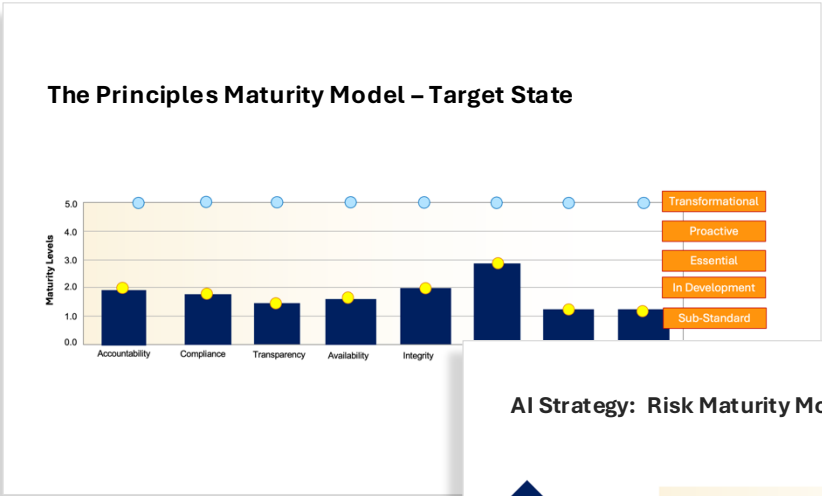 The Principles Maturity Model – Target State
Maturity Levels
5.0
4.0
3.0
2.0
1.0
0.0
Transformational
Proactive
Essential
In Development
Sub-Standard
Accountability
Compliance
Transparency
Availability
Integrity
AI Strategy:  Risk Maturity